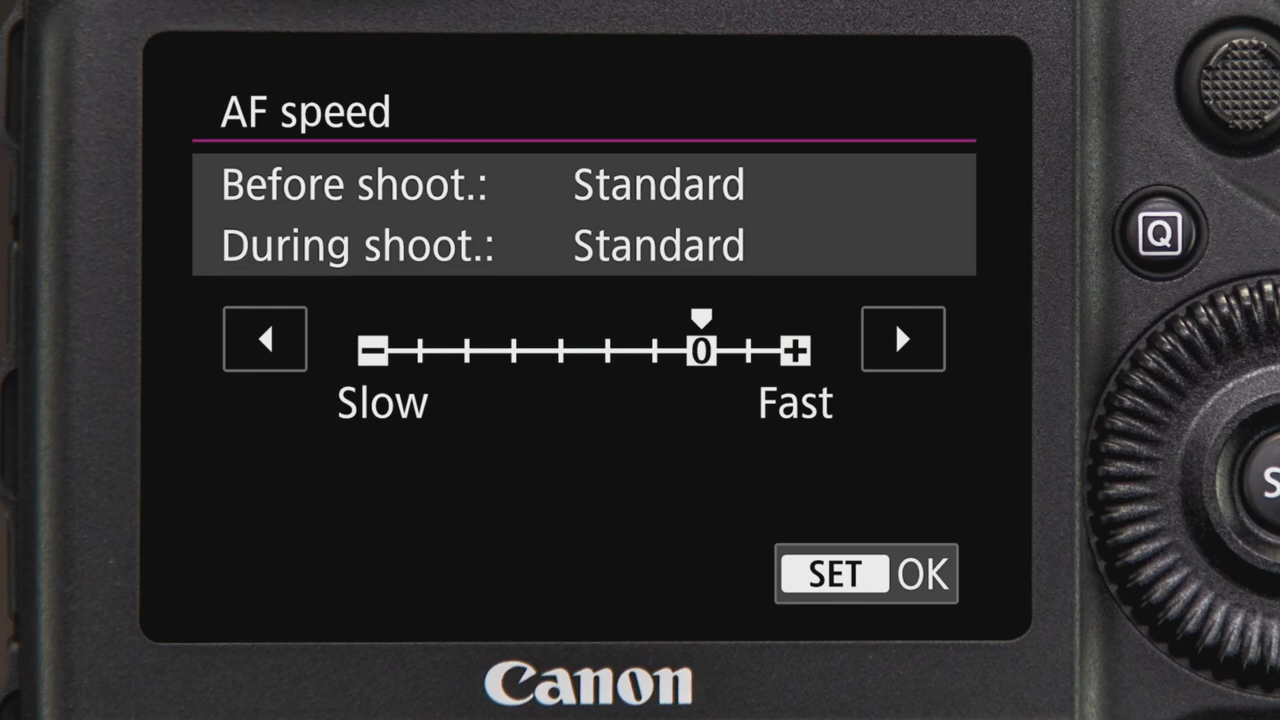 AF speed
Before shoot.: Standard
During shoot.: Standard
Q
− 0 +
Slow Fast
SET OK
Canon